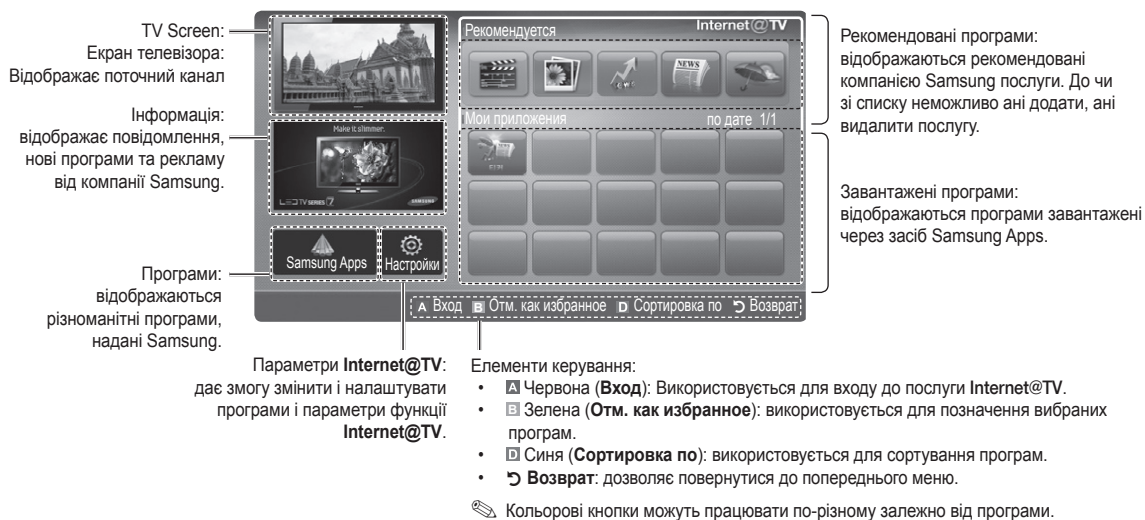 TV Screen:
Екран телевізора:
Відображає поточний канал
Інформація:
відображає повідомлення,
нові програми та рекламу
від компанії Samsung.
Програми:
відображаються
різноманітні програми,
надані Samsung.
Make it slimmer.
LED TV SERIES 7
SAMSUNG
Samsung Apps
Настройки
Рекомендуется
Internet@TV
NEWS
Мои приложения по дате 1/1
A Вход B Отм. как избранное D Сортировка по Возврат
Рекомендовані програми:
відображаються рекомендовані
компанією Samsung послуги. До чи
зі списку неможливо ані додати, ані
видалити послугу.
Завантажені програми:
відображаються програми завантажені
через засіб Samsung Apps.
Параметри Internet@TV:
дає змогу змінити і налаштувати
програми і параметри функції
Internet@TV.
Елементи керування:
• A Червона (Вход): Використовується для входу до послуги Internet@TV.
• B Зелена (Отм. как избранное): використовується для позначення вибраних
програм.
• D Синя (Сортировка по): використовується для сортування програм.
• Возврат: дозволяє повернутися до попереднього меню.
Кольорові кнопки можуть працювати по-різному залежно від програми.